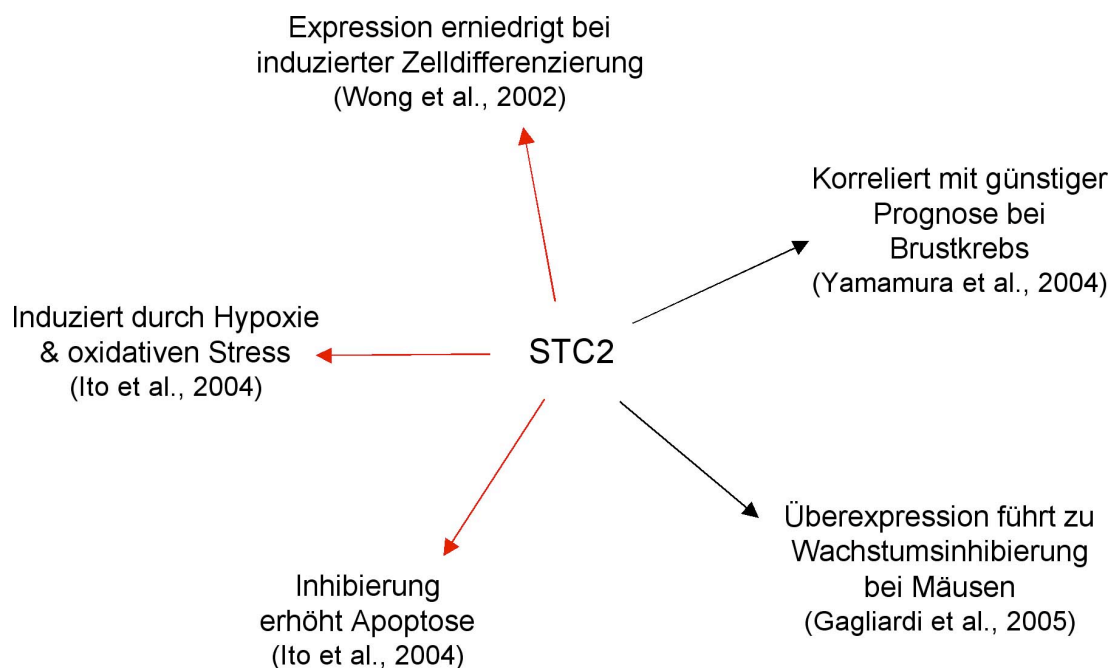 Expression erniedrigt bei
induzierter Zelldifferenzierung
(Wong et al., 2002)
Korreliert mit günstiger
Prognose bei
Brustkrebs
(Yamamura et al., 2004)
Induziert durch Hypoxie
& oxidativen Stress
(Ito et al., 2004)
STC2
Überexpression führt zu
Wachstumsinhibierung
bei Mäusen
(Gagliardi et al., 2005)
Inhibierung
erhöht Apoptose
(Ito et al., 2004)